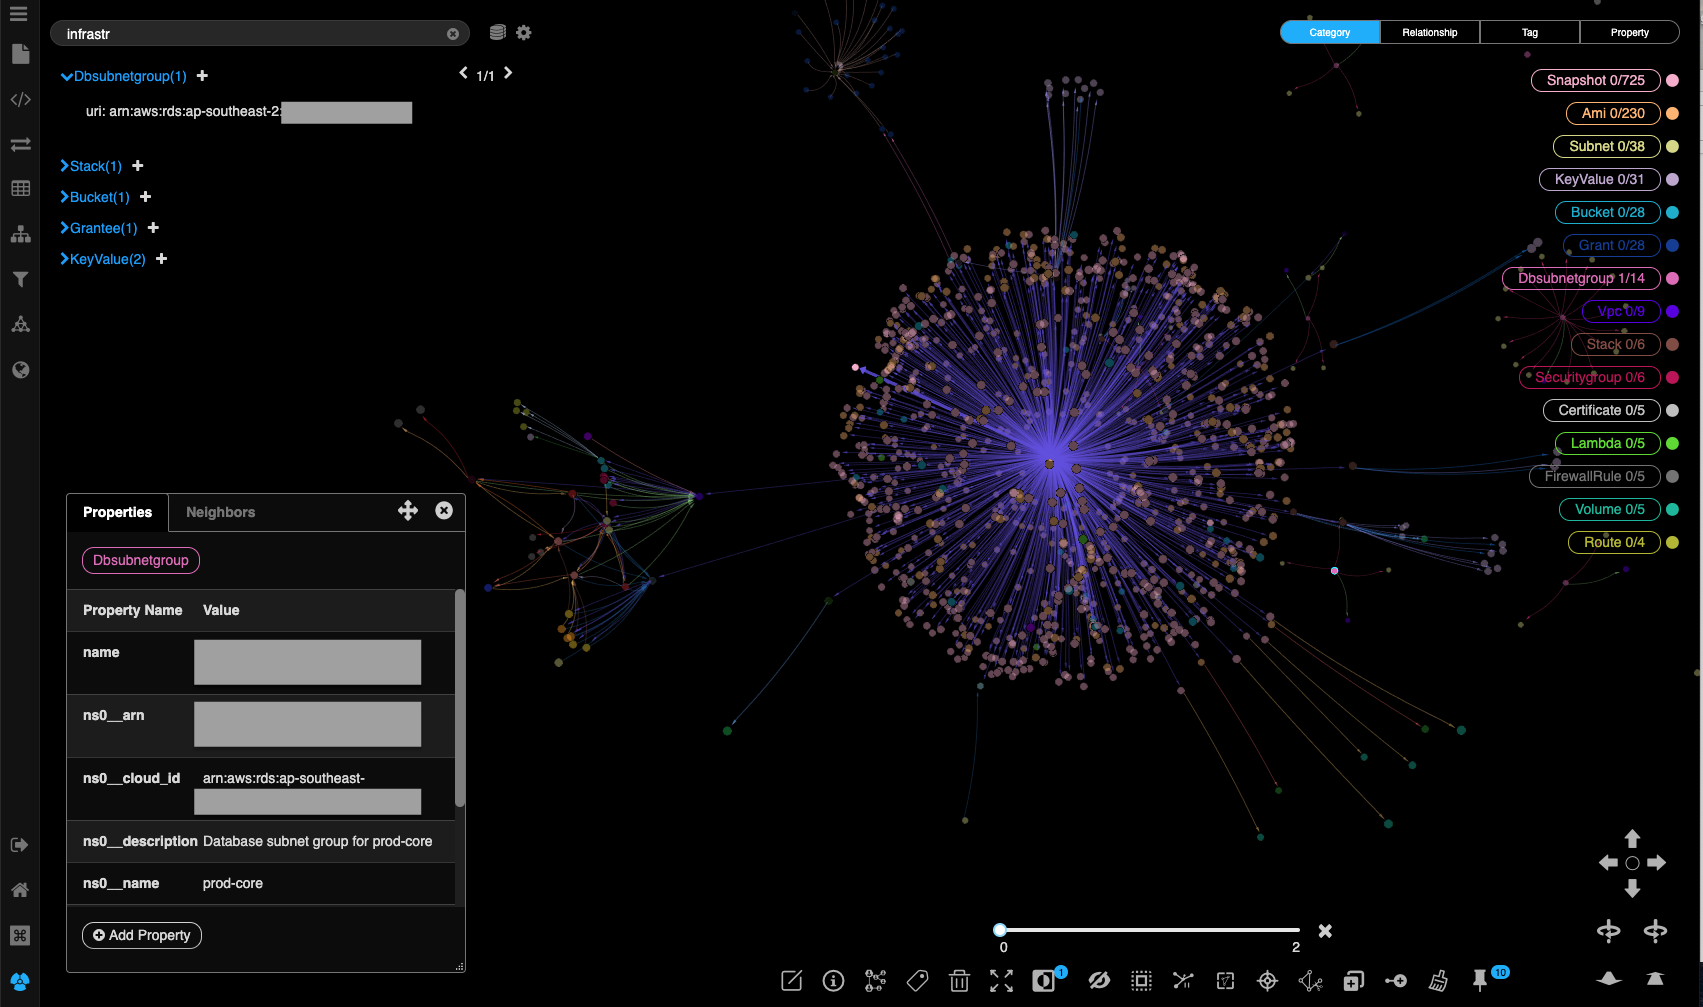 infrastr
Dbsubnetgroup(1)
1/1
uri: arn:aws:rds:ap-southeast-2:
Stack(1)
Bucket(1)
Grantee(1)
KeyValue(2)
Category Relationship Tag Property
Snapshot 0/725
Ami 0/230
Subnet 0/38
KeyValue 0/31
Bucket 0/28
Grant 0/28
Dbsubnetgroup 1/14
Vpc 0/9
Stack 0/6
Securitygroup 0/6
Certificate 0/5
Lambda 0/5
FirewallRule 0/5
Volume 0/5
Route 0/4
Properties Neighbors
Dbsubnetgroup
Property Name Value
name
ns0__arn
ns0__cloud_id arn:aws:rds:ap-southeast-
ns0__description Database subnet group for prod-core
ns0__name prod-core
Add Property
0 2
1
10